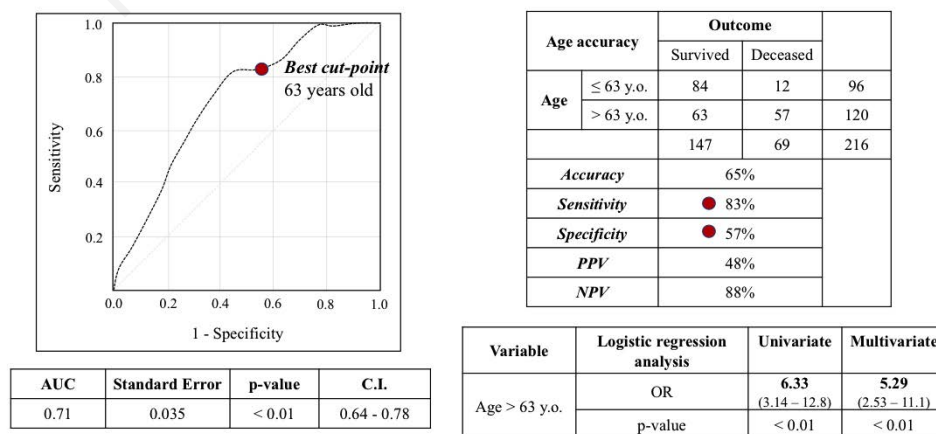 1.0
0.8
0.6
0.4
0.2
Sensitivity
Best cut-point
63 years old
0.0 0.2 0.4 0.6 0.8 1.0
1 - Specificity
AUC Standard Error p-value C.I.
0.71 0.035 < 0.01 0.64 - 0.78
Age accuracy Outcome
Survived Deceased
Age ≤ 63 y.o. 84 12 96
> 63 y.o. 63 57 120
147 69 216
Accuracy 65%
Sensitivity 83%
Specificity 57%
PPV 48%
NPV 88%
Variable Logistic regression analysis Univariate Multivariate
Age > 63 y.o. OR 6.33 5.29
(3.14 – 12.8) (2.53 – 11.1)
p-value < 0.01 < 0.01